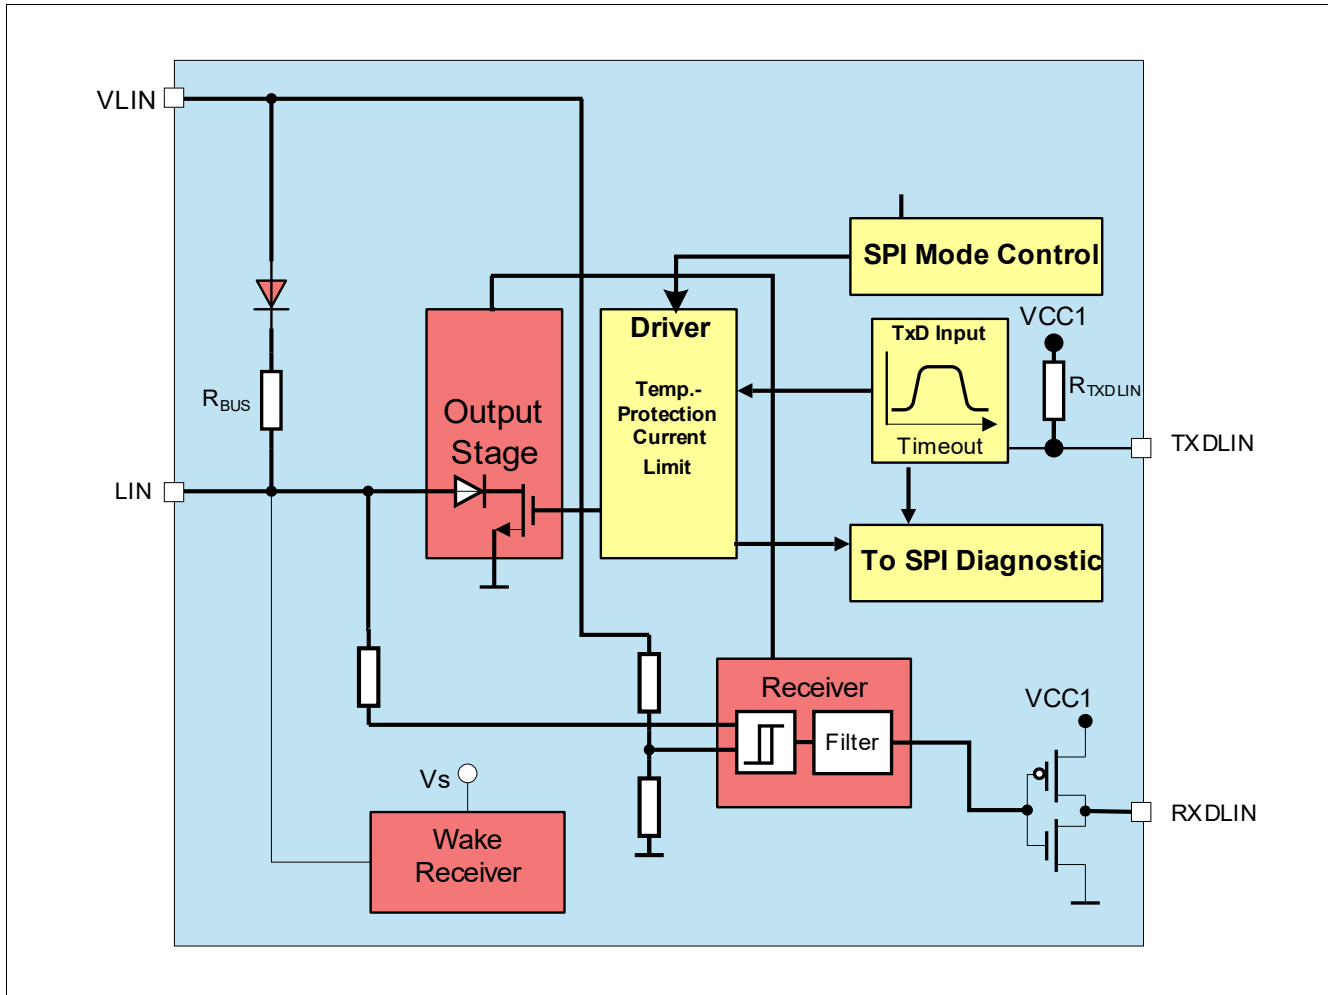 VLIN
SPI Mode Control
VCC1
Driver
TxD Input
Temp.-
Protection
Current
Limit
RBUS
Output
Stage
RTXDLIN
Timeout
TXDLIN
LIN
To SPI Diagnostic
Receiver
VCC1
Filter
Vs
RXDLIN
Wake
Receiver